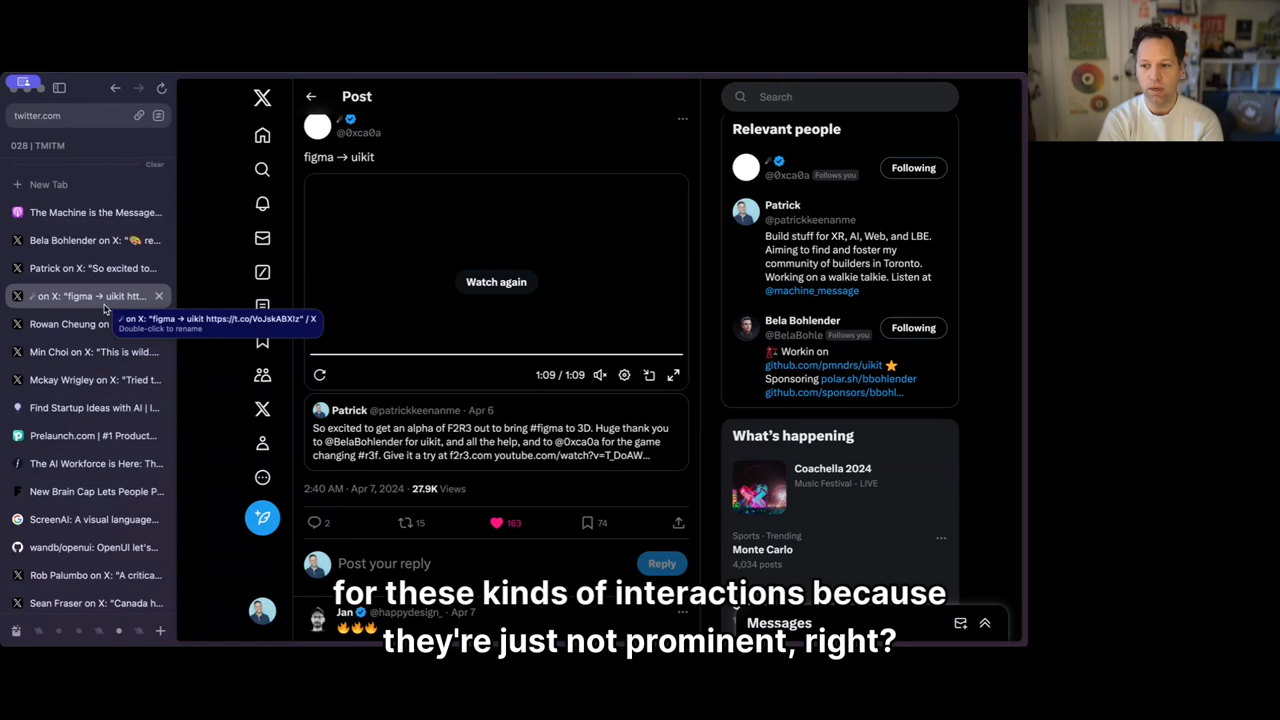 twitter.com
028 | TMITM
Clear
New Tab
The Machine is the Message...
Bela Bohlender on X: "🎨 re...
Patrick on X: "So excited to...
on X: "figma → uikit htt...
Rowan Cheung on
Min Choi on X: "This is wild....
Mckay Wrigley on X: "Tried t...
Find Startup Ideas with AI | I...
Prelaunch.com | #1 Product...
The AI Workforce is Here: Th...
New Brain Cap Lets People P...
ScreenAI: A visual language...
wandb/openui: OpenUI let's...
Rob Palumbo on X: "A critica...
Sean Fraser on X: "Canada h...
on X: "figma → uikit https://t.co/VoJskABXlz" / X
Double-click to rename
Post
@0xca0a
figma → uikit
Watch again
1:09 / 1:09
Patrick @patrickkeenanme · Apr 6
So excited to get an alpha of F2R3 out to bring #figma to 3D. Huge thank you
to @BelaBohlender for uikit, and all the help, and to @0xca0a for the game
changing #r3f. Give it a try at f2r3.com youtube.com/watch?v=T_DoAW...
2:40 AM · Apr 7, 2024 · 27.9K Views
2
15
163
74
Post your reply
Reply
Jan @happydesign_ · Apr 7
🔥🔥🔥
Search
Relevant people
@0xca0a Follows you
Following
Patrick
@patrickkeenanme
Build stuff for XR, AI, Web, and LBE.
Aiming to find and foster my
community of builders in Toronto.
Working on a walkie talkie. Listen at
@machine_message
Bela Bohlender
@BelaBohle Follows you
Following
🏗️ Workin on
github.com/pmndrs/uikit ⭐
Sponsoring polar.sh/bbohlender
github.com/sponsors/bbohl...
What's happening
Coachella 2024
Music Festival · LIVE
Sports · Trending
Monte Carlo
4,034 posts
Messages
for these kinds of interactions because
they're just not prominent, right?